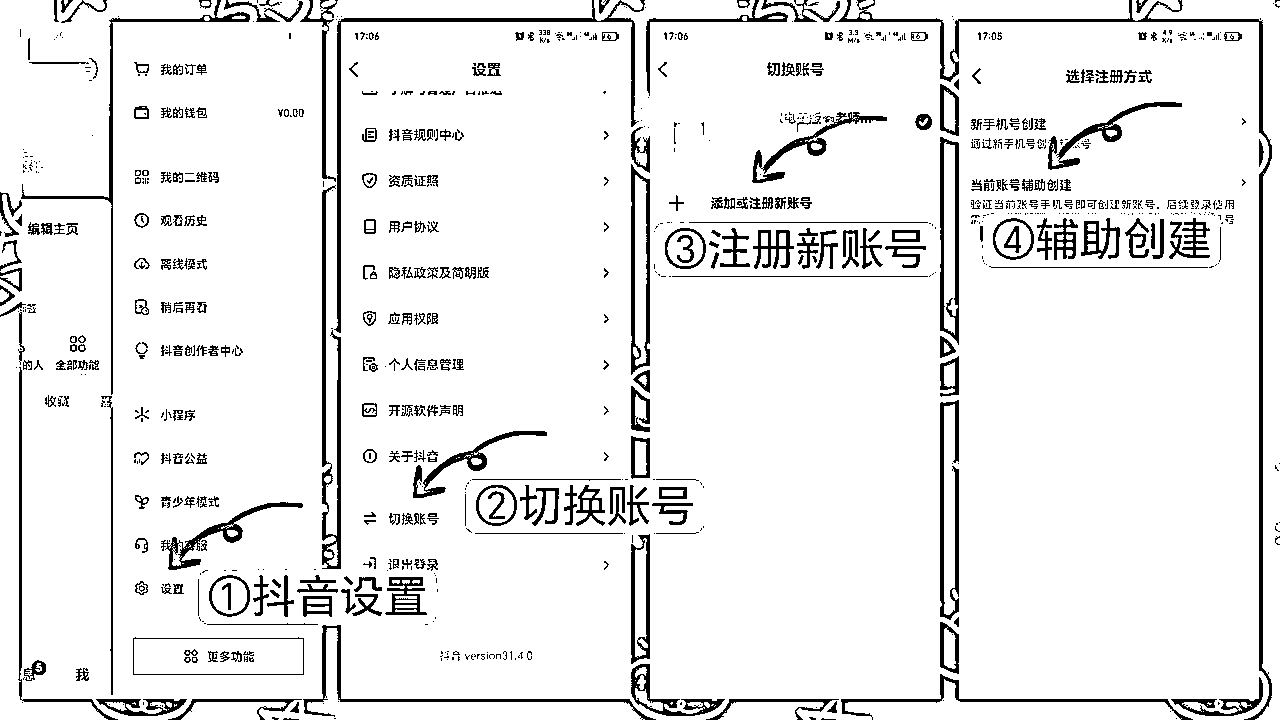 我的订单
我的钱包 ¥0.00
我的二维码
观看历史
离线模式
稍后再看
抖音创作者中心
小程序
抖音公益
青少年模式
我的客服
设置
更多功能
编辑主页
的人 全部功能
收藏
5
我
①抖音设置
17:06
设置
抖音规则中心
资质证照
用户协议
隐私政策及简明版
应用权限
个人信息管理
开源软件声明
关于抖音
切换账号
退出登录
抖音 version31.4.0
②切换账号
17:06
切换账号
老师...
添加或注册新账号
③注册新账号
17:05
选择注册方式
新手机号创建
通过新手机号创建新账号
当前账号辅助创建
验证当前账号手机号即可创建新账号，后续登录使用
④辅助创建